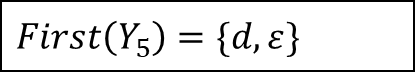 First(Y₅) = {d, ε}